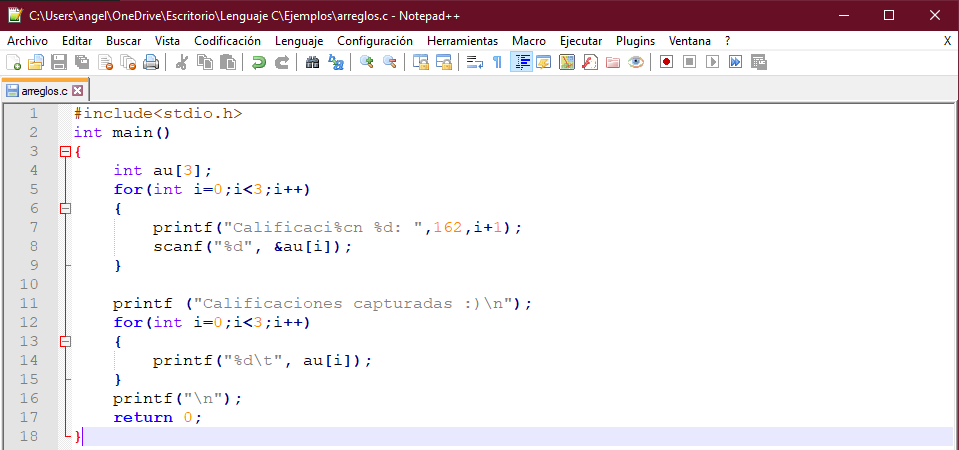 C:\Users\angel\OneDrive\Escritorio\Lenguaje C\Ejemplos\arreglos.c - Notepad++
Archivo Editar Buscar Vista Codificación Lenguaje Configuración Herramientas Macro Ejecutar Plugins Ventana ? X
arreglos.c
1 #include<stdio.h>
2 int main()
3 {
4     int au[3];
5     for(int i=0;i<3;i++)
6     {
7         printf("Calificaci%cn %d: ",162,i+1);
8         scanf("%d", &au[i]);
9     }
10
11     printf ("Calificaciones capturadas :)\n");
12     for(int i=0;i<3;i++)
13     {
14         printf("%d\t", au[i]);
15     }
16     printf("\n");
17     return 0;
18 }